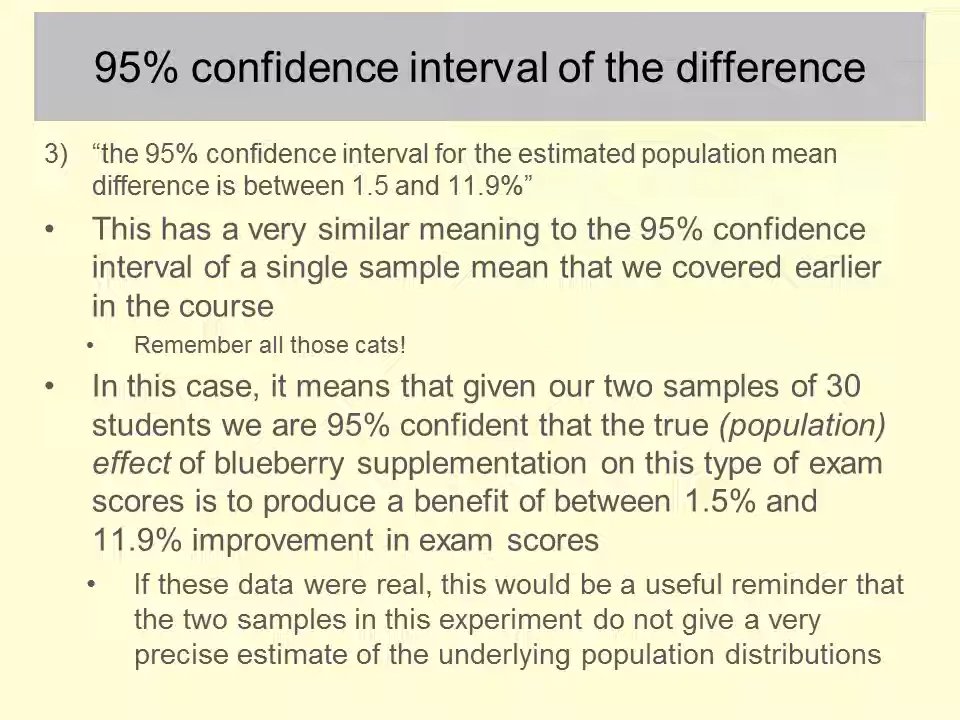 95% confidence interval of the difference
3) “the 95% confidence interval for the estimated population mean
difference is between 1.5 and 11.9%”
• This has a very similar meaning to the 95% confidence
interval of a single sample mean that we covered earlier
in the course
• Remember all those cats!
• In this case, it means that given our two samples of 30
students we are 95% confident that the true (population)
effect of blueberry supplementation on this type of exam
scores is to produce a benefit of between 1.5% and
11.9% improvement in exam scores
• If these data were real, this would be a useful reminder that
the two samples in this experiment do not give a very
precise estimate of the underlying population distributions